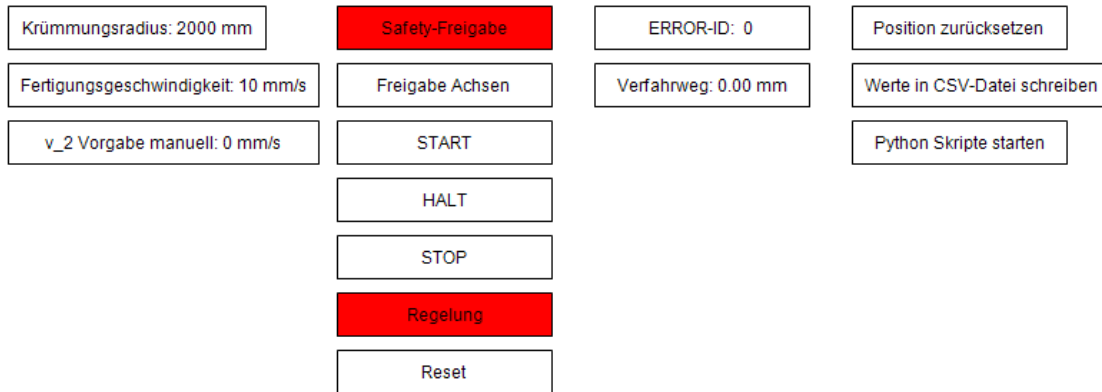 Krümmungsradius: 2000 mm
Safety-Freigabe
ERROR-ID: 0
Position zurücksetzen
Fertigungsgeschwindigkeit: 10 mm/s
Freigabe Achsen
Verfahrweg: 0.00 mm
Werte in CSV-Datei schreiben
v_2 Vorgabe manuell: 0 mm/s
START
Python Skripte starten
HALT
STOP
Regelung
Reset